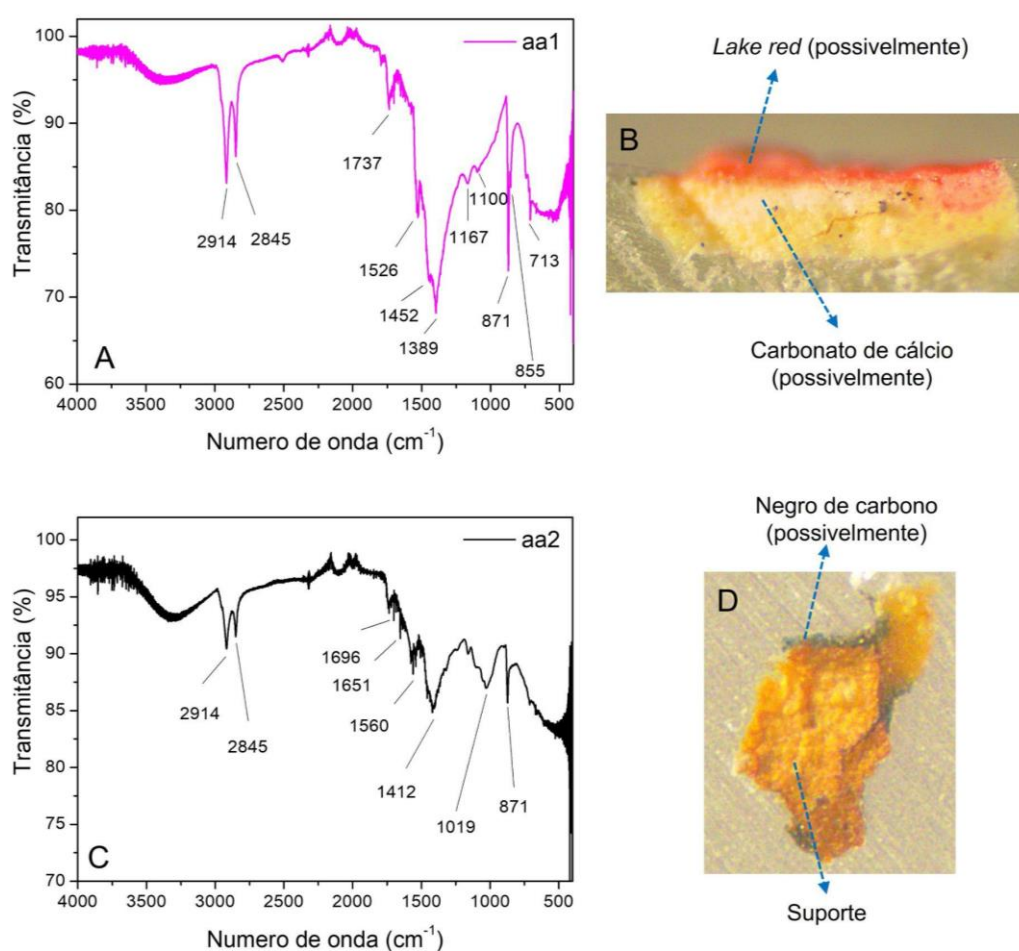 A
aa1
Transmitância (%)
100
90
80
70
60
2914
2845
1737
1526
1452
1389
1167
1100
871
855
713
4000
3500
3000
2500
2000
1500
1000
500
Numero de onda (cm⁻¹)
Lake red (possivelmente)
B
Carbonato de cálcio
(possivelmente)
C
aa2
Transmitância (%)
100
95
90
85
80
75
70
2914
2845
1696
1651
1560
1412
1019
871
4000
3500
3000
2500
2000
1500
1000
500
Numero de onda (cm⁻¹)
Negro de carbono
(possivelmente)
D
Suporte